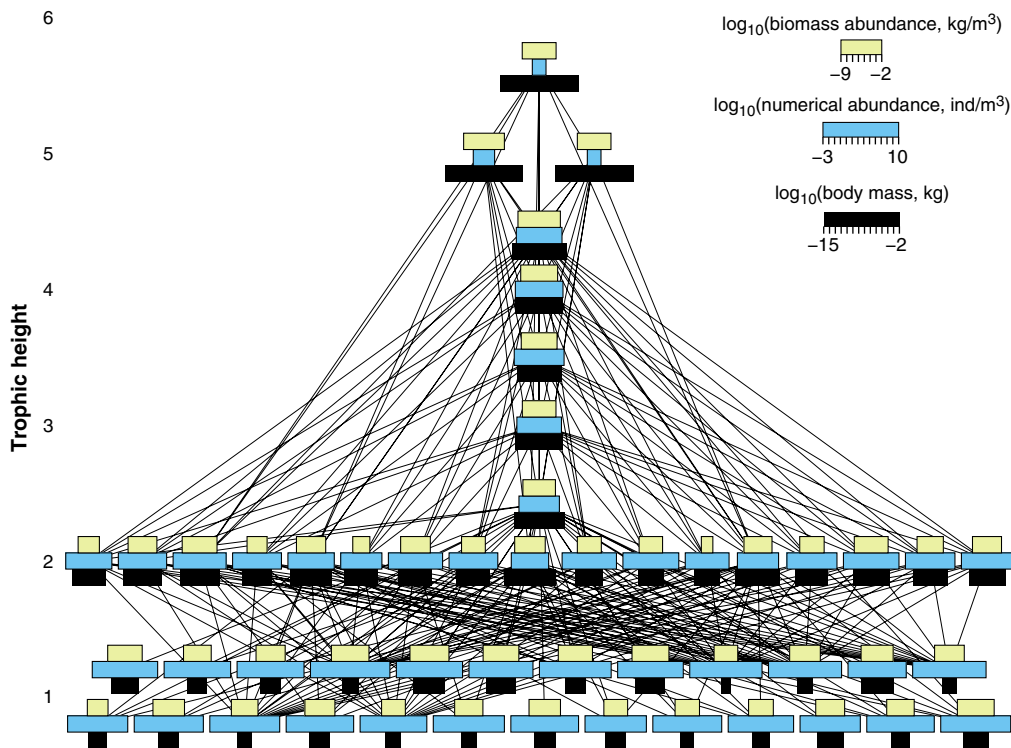 6
5
4
3
2
1
Trophic height
log10(biomass abundance, kg/m3)
−9 −2
log10(numerical abundance, ind/m3)
−3 10
log10(body mass, kg)
−15 −2